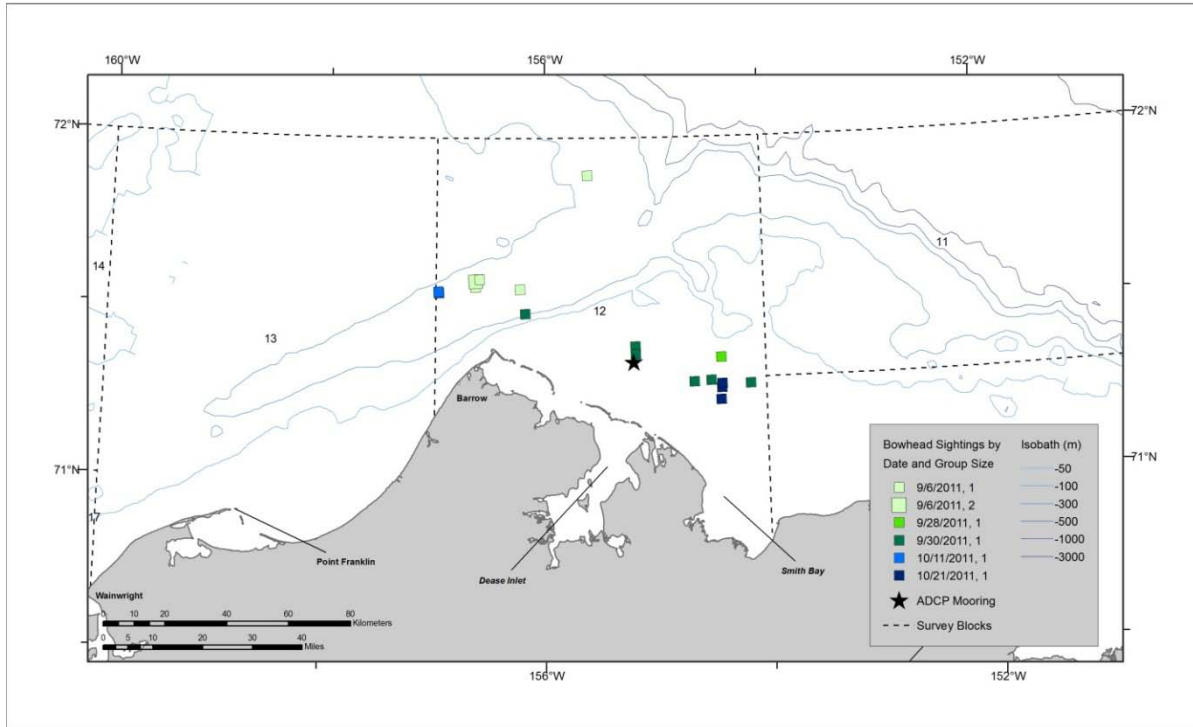 160°W 156°W 152°W
72°N 72°N
11
14
12
13
Barrow
71°N 71°N
Bowhead Sightings by Isobath (m)
Date and Group Size
9/6/2011, 1 -50
9/6/2011, 2 -100
9/28/2011, 1 -300
9/30/2011, 1 -500
10/11/2011, 1 -1000
10/21/2011, 1 -3000
ADCP Mooring
Survey Blocks
Point Franklin
Dease Inlet
Smith Bay
Wainwright
0 10 20 40 60 80
Kilometers
0 5 10 20 30 40
Miles
156°W 152°W